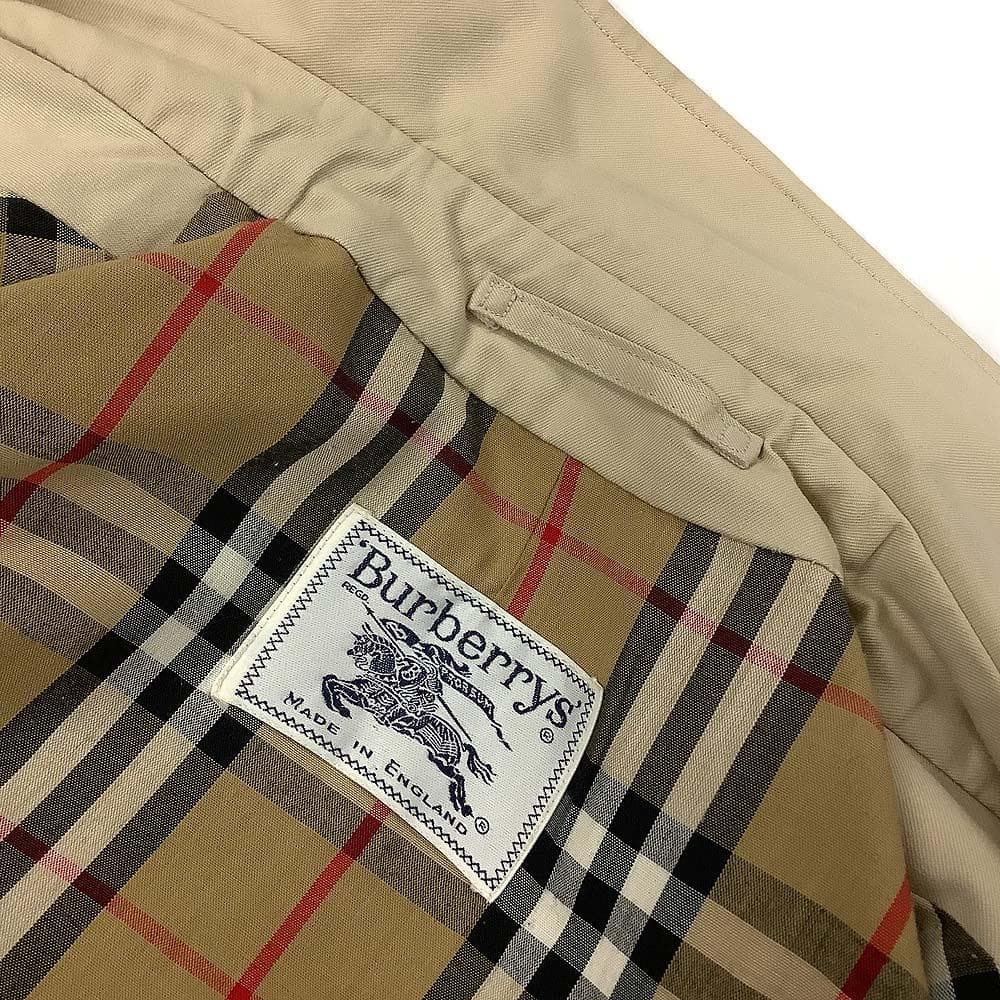 'Burberrys'
REGD. ®
PRORSUM
MADE IN ENGLAND ®